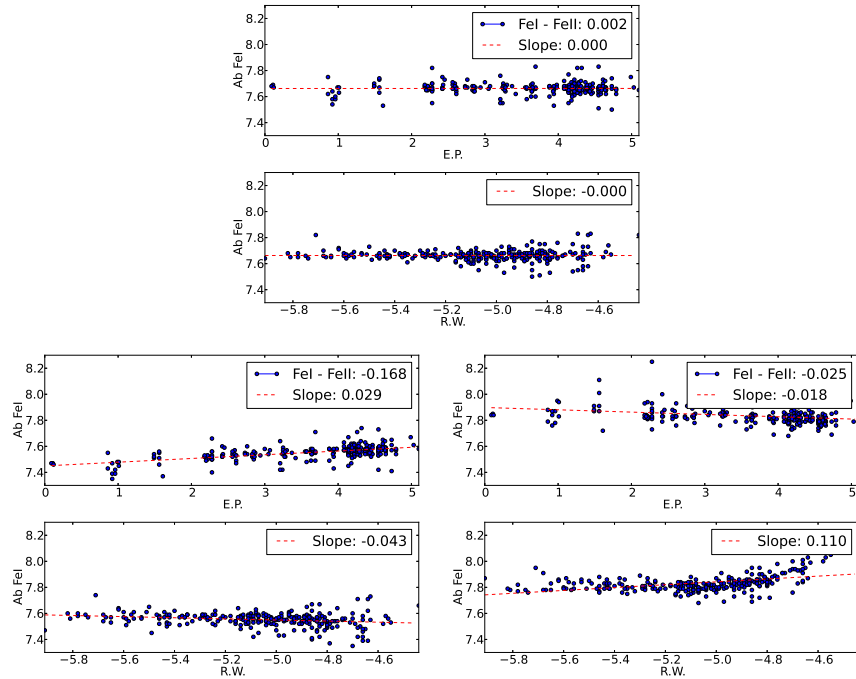 FeI - FeII: 0.002
Slope: 0.000
Ab FeI
8.2
8.0
7.8
7.6
7.4
0 1 2 3 4 5
E.P.
Slope: -0.000
Ab FeI
8.2
8.0
7.8
7.6
7.4
−5.8 −5.6 −5.4 −5.2 −5.0 −4.8 −4.6
R.W.
FeI - FeII: -0.168
Slope: 0.029
Ab FeI
8.2
8.0
7.8
7.6
7.4
0 1 2 3 4 5
E.P.
FeI - FeII: -0.025
Slope: -0.018
Ab FeI
8.2
8.0
7.8
7.6
7.4
0 1 2 3 4 5
E.P.
Slope: -0.043
Ab FeI
8.2
8.0
7.8
7.6
7.4
−5.8 −5.6 −5.4 −5.2 −5.0 −4.8 −4.6
R.W.
Slope: 0.110
Ab FeI
8.2
8.0
7.8
7.6
7.4
−5.8 −5.6 −5.4 −5.2 −5.0 −4.8 −4.6
R.W.